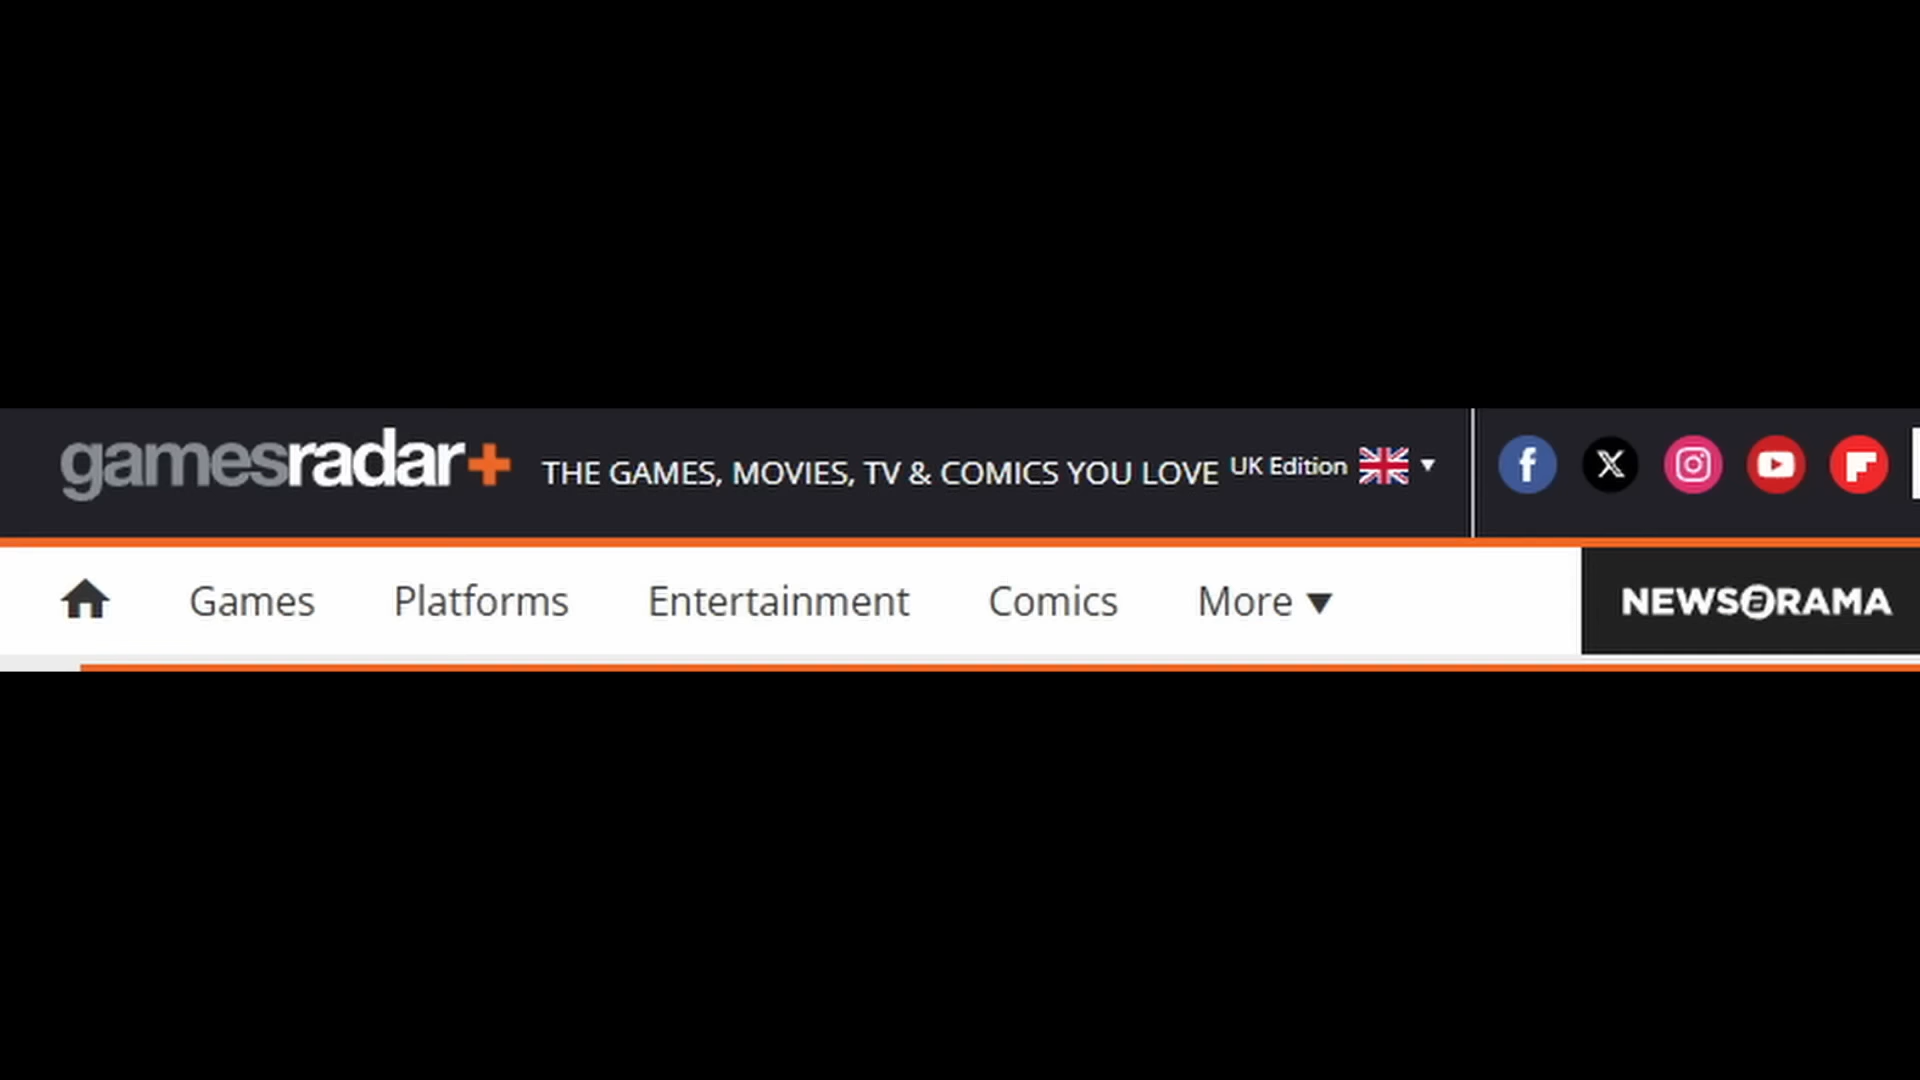 gamesradar+ THE GAMES, MOVIES, TV & COMICS YOU LOVE UK Edition
Games Platforms Entertainment Comics More NEWSARAMA